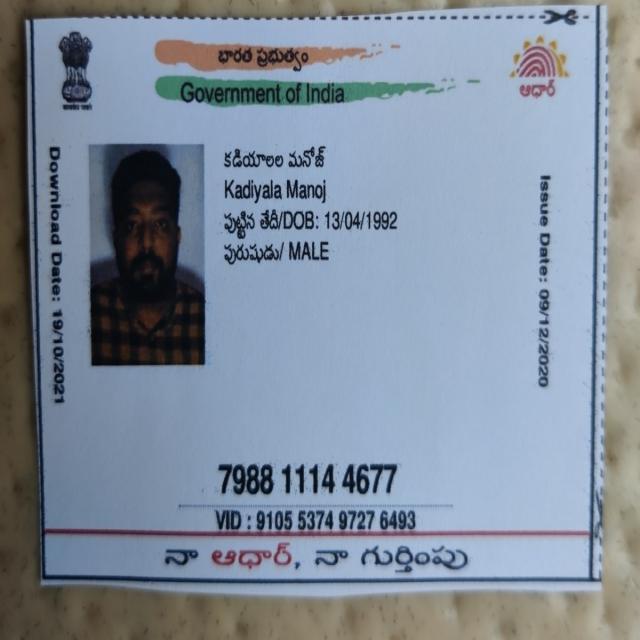 భారత ప్రభుత్వం
Government of India
ఆధార్
కడియాలల మనోజ్
Kadiyala Manoj
పుట్టిన తేదీ/DOB: 13/04/1992
పురుషుడు/ MALE
Download Date: 19/10/2021
Issue Date: 09/12/2020
7988 1114 4677
VID : 9105 5374 9727 6493
నా ఆధార్, నా గుర్తింపు